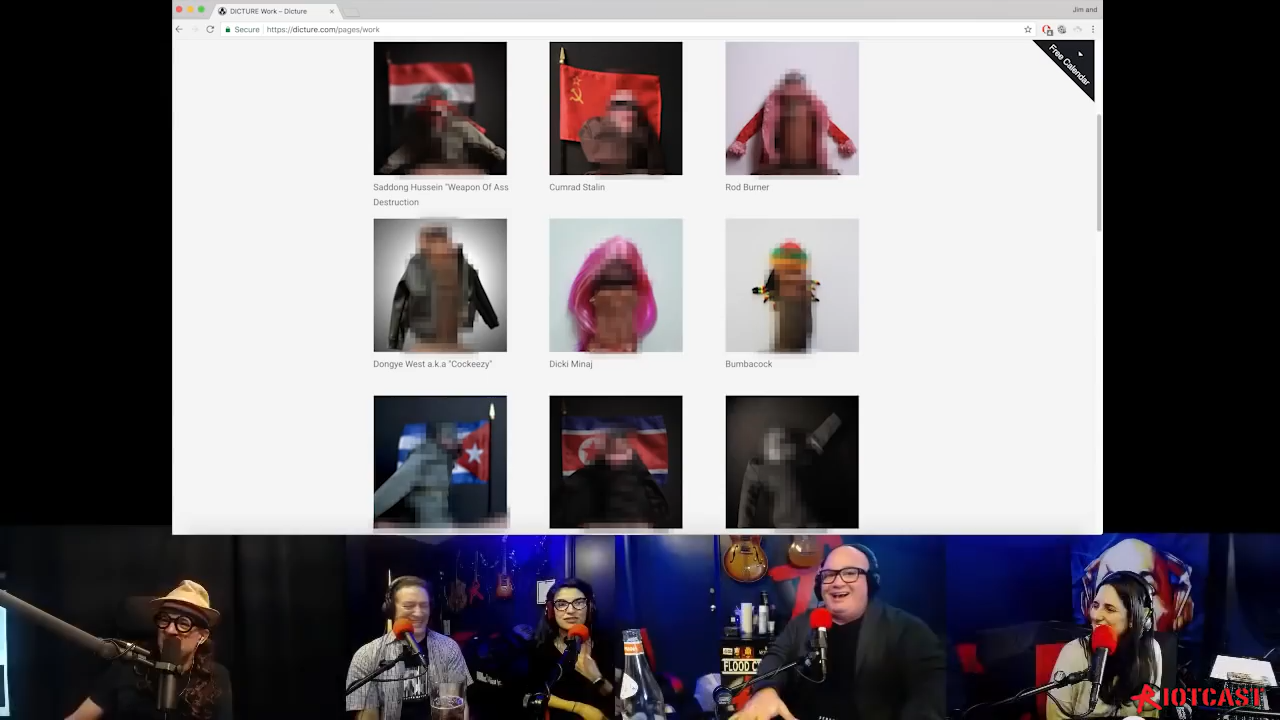 DICTURE Work – Dicture
Jim and
Secure
https://dicture.com/pages/work
Free Calendar
Saddong Hussein "Weapon Of Ass
Destruction
Cumrad Stalin
Rod Burner
Dongye West a.k.a "Cockeezy"
Dicki Minaj
Bumbacock
FLOOD C
RIOTCAST